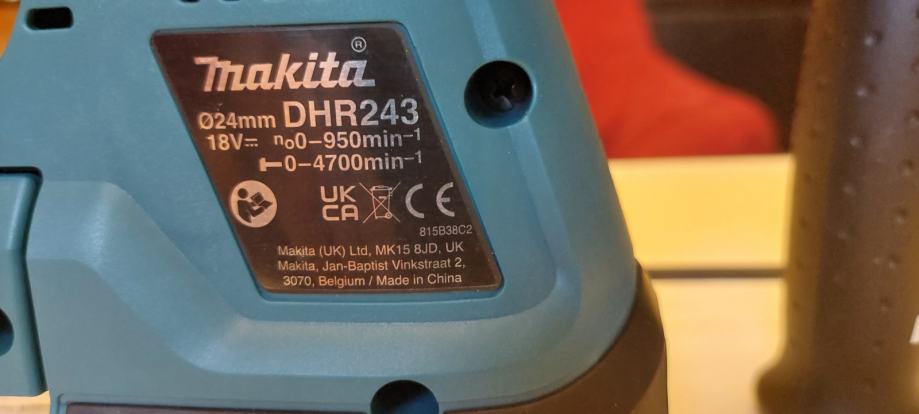 makita®
Ø24mm DHR243
18V⎓ n₀0–950min⁻¹
0–4700min⁻¹
UK
CA
CE
815B38C2
Makita (UK) Ltd, MK15 8JD, UK
Makita, Jan-Baptist Vinkstraat 2,
3070, Belgium / Made in China